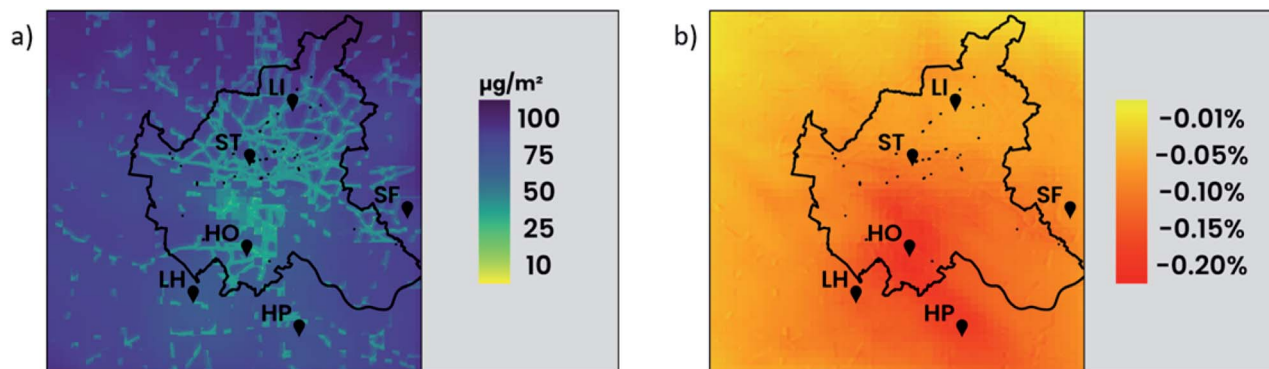 a)
LI
ST
SF
HO
LH
HP
µg/m²
100
75
50
25
10
b)
LI
ST
SF
HO
LH
HP
−0.01%
−0.05%
−0.10%
−0.15%
−0.20%